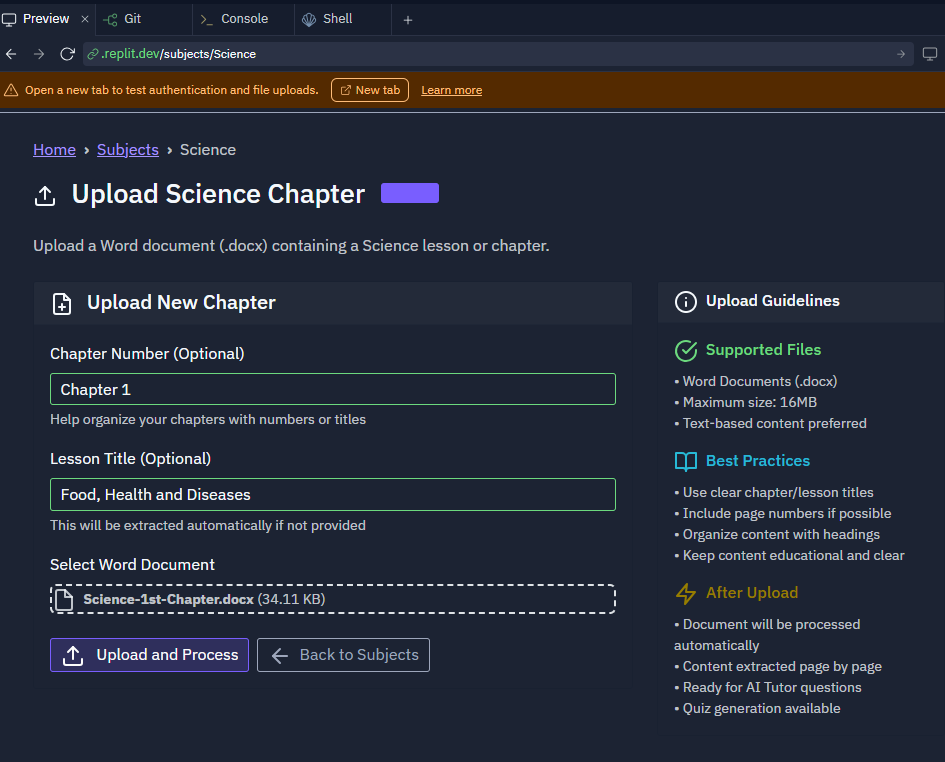 Preview
Git
Console
Shell
.replit.dev/subjects/Science
Open a new tab to test authentication and file uploads. New tab Learn more
Home › Subjects › Science
Upload Science Chapter
Upload a Word document (.docx) containing a Science lesson or chapter.
Upload New Chapter
Chapter Number (Optional)
Chapter 1
Help organize your chapters with numbers or titles
Lesson Title (Optional)
Food, Health and Diseases
This will be extracted automatically if not provided
Select Word Document
Science-1st-Chapter.docx (34.11 KB)
Upload and Process
Back to Subjects
Upload Guidelines
Supported Files
• Word Documents (.docx)
• Maximum size: 16MB
• Text-based content preferred
Best Practices
• Use clear chapter/lesson titles
• Include page numbers if possible
• Organize content with headings
• Keep content educational and clear
After Upload
• Document will be processed
automatically
• Content extracted page by page
• Ready for AI Tutor questions
• Quiz generation available